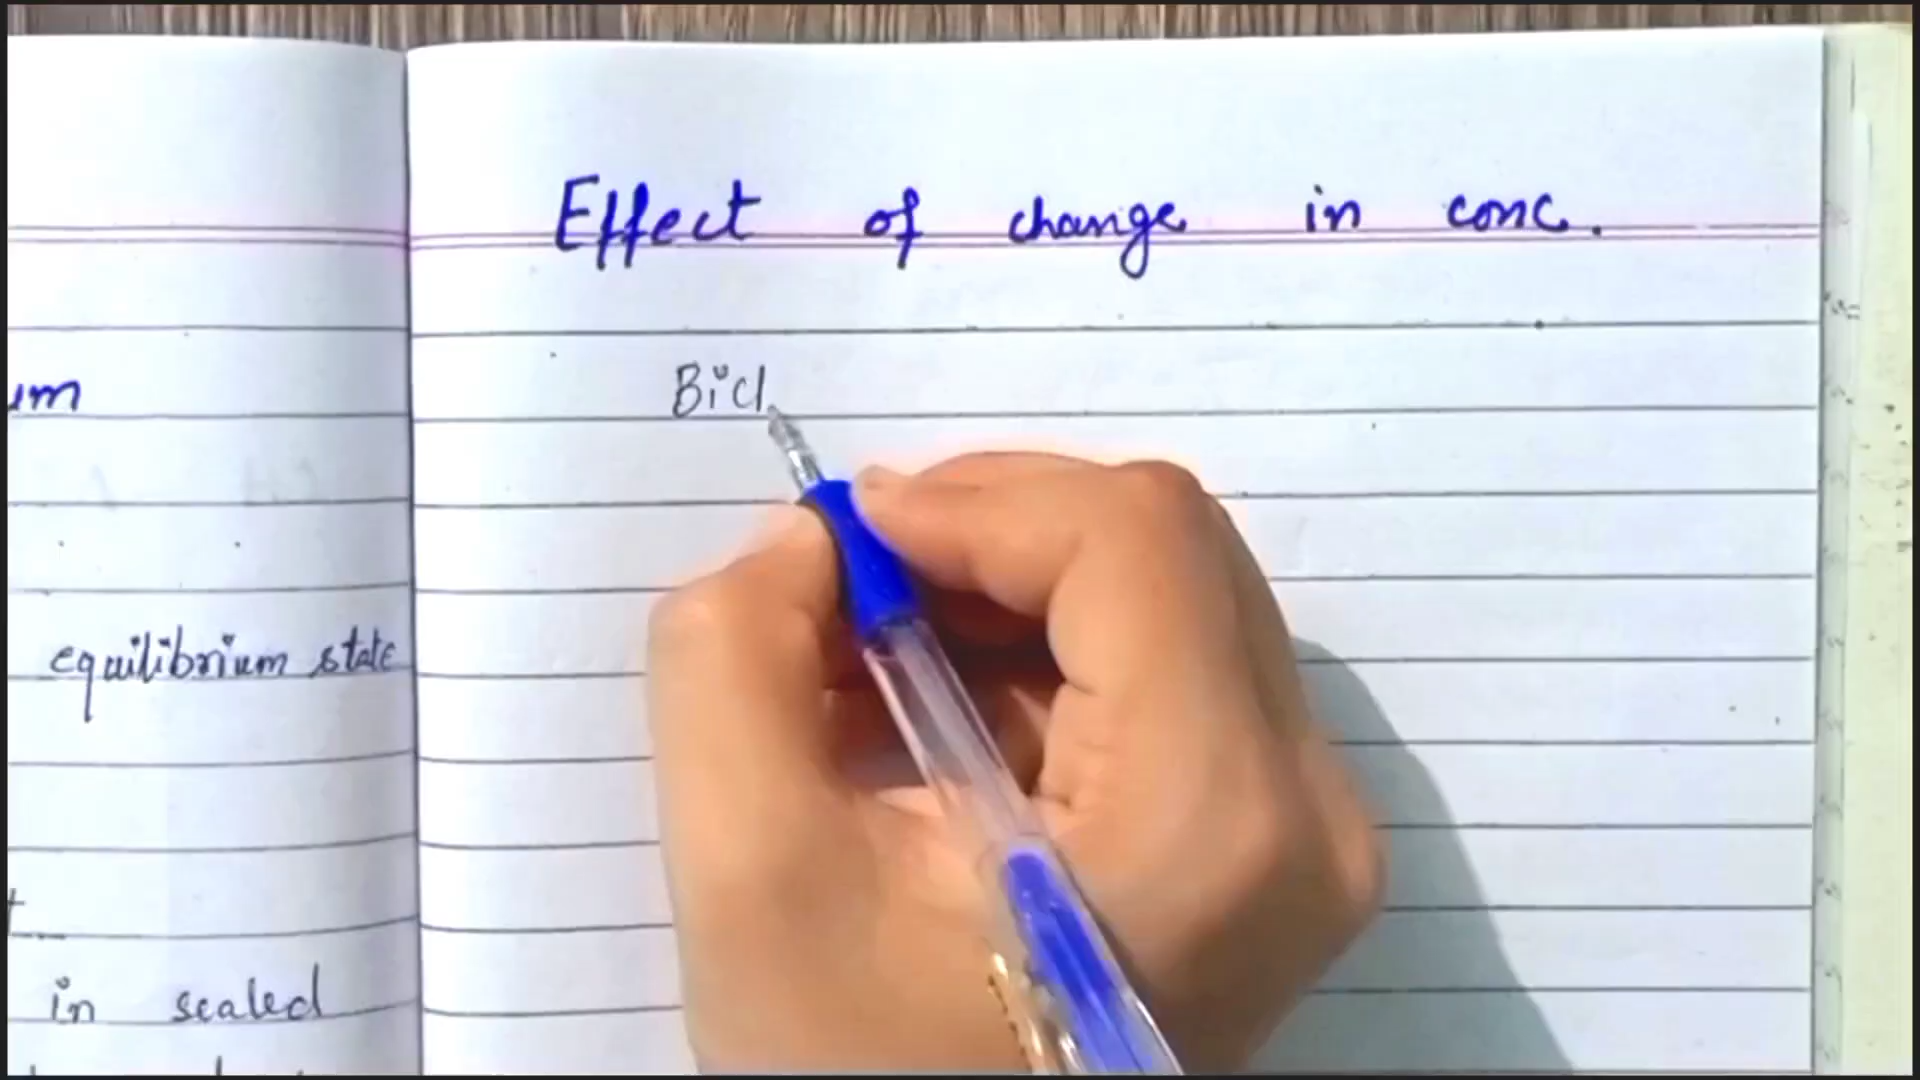 um
equilibrium state
in sealed
Effect of change in conc.
BiCl